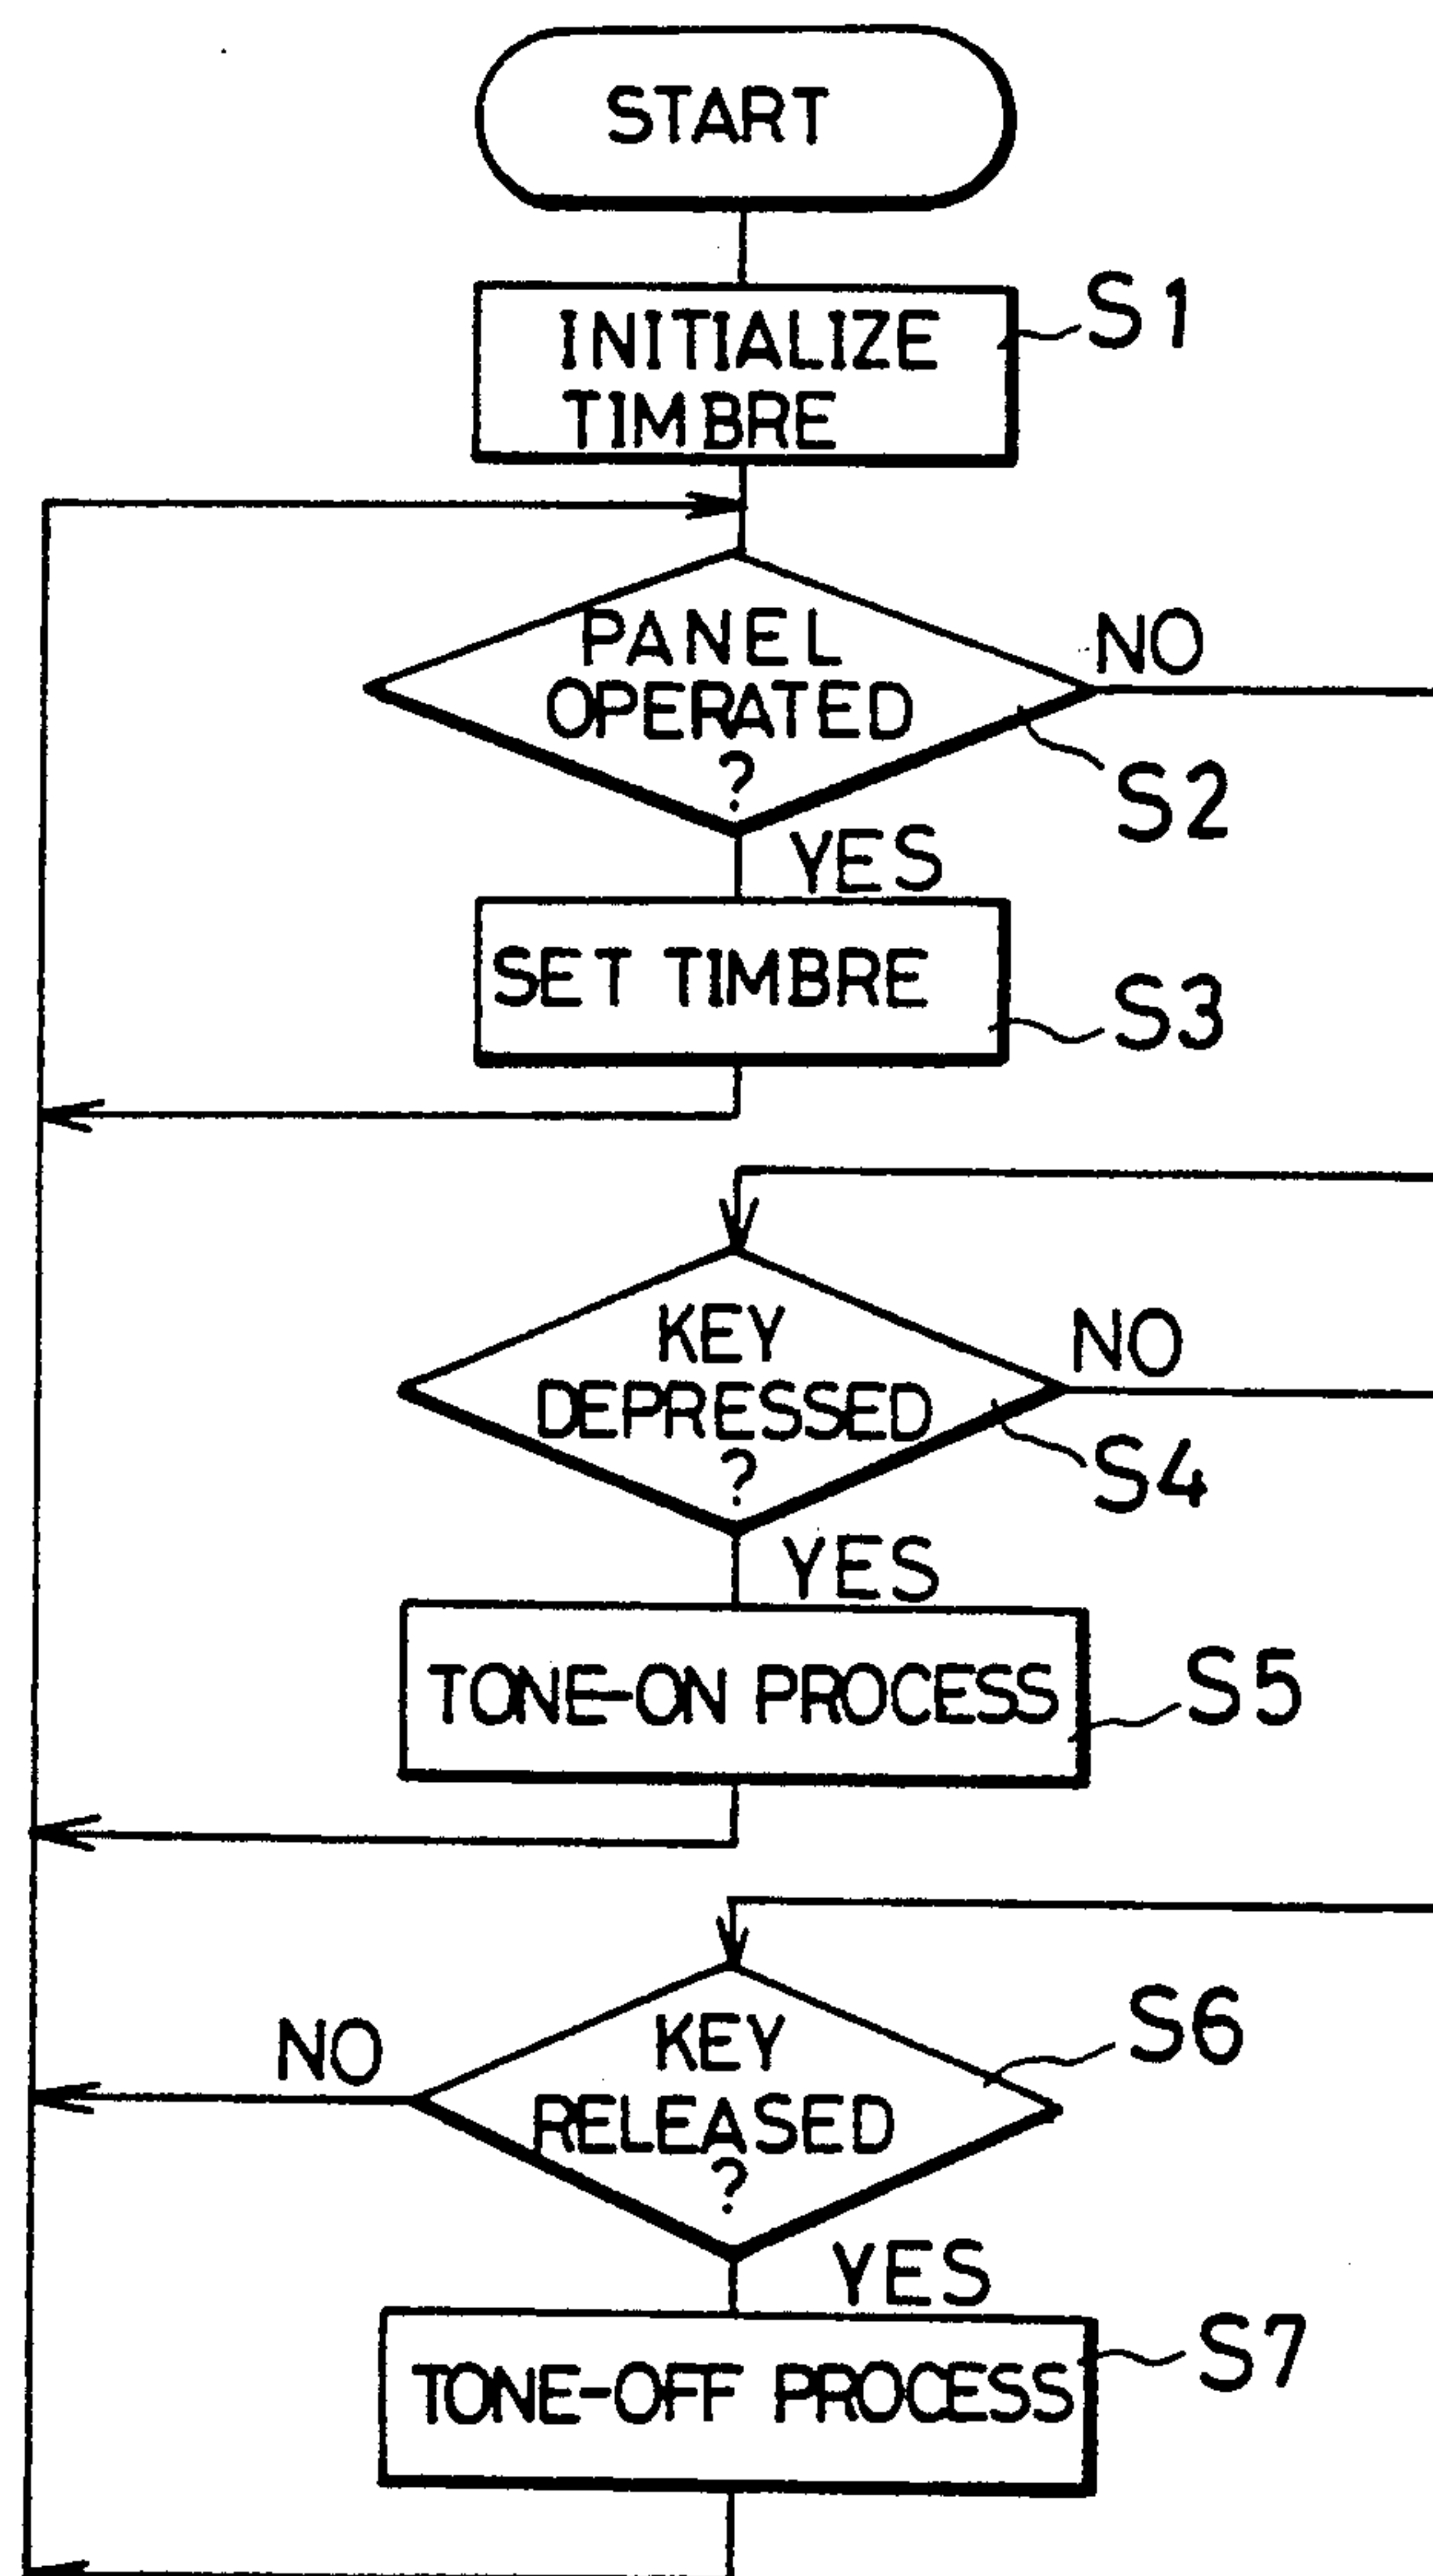 START
INITIALIZE
TIMBRE
S1
PANEL
OPERATED
?
NO
S2
YES
SET TIMBRE
S3
KEY
DEPRESSED
?
NO
S4
YES
TONE-ON PROCESS
S5
KEY
RELEASED
?
NO
S6
YES
TONE-OFF PROCESS
S7